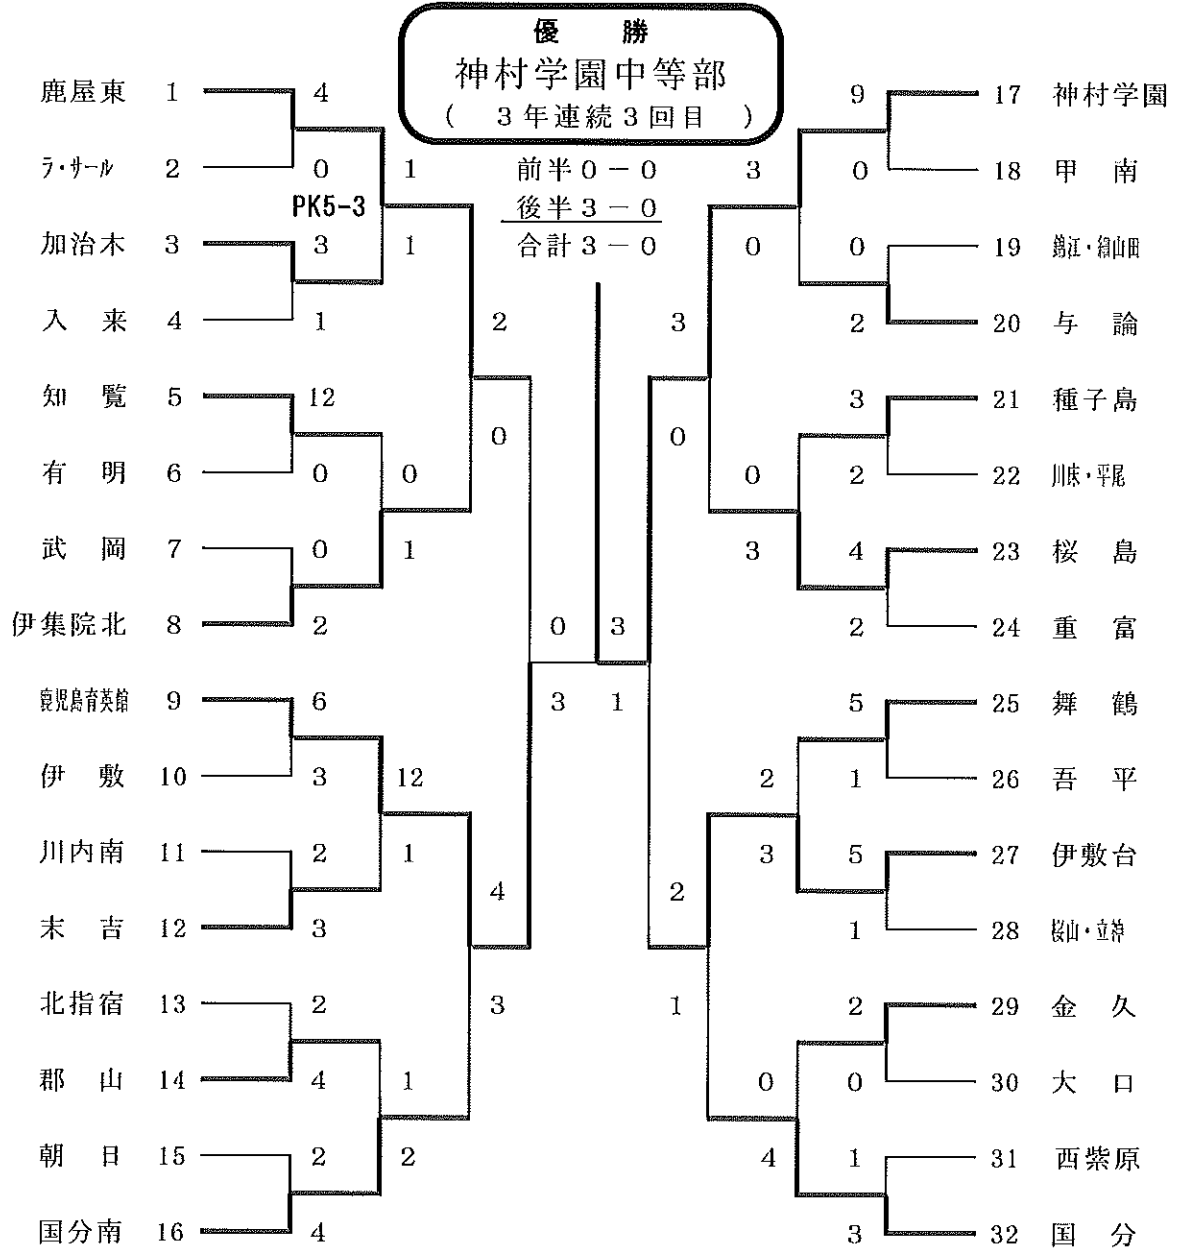 優 勝
神村学園中等部
( 3年連続3回目 )
前半0-0
後半3-0
合計3-0
鹿屋東 1 4
ラ・サール 2 0 1
PK5-3
加治木 3 3 1
入来 4 1 2
知覧 5 12
0
有明 6 0 0
武岡 7 0 1
伊集院北 8 2
0 3
鹿児島育英館 9 6
3 1
伊敷 10 3 12
川内南 11 2 1
4
末吉 12 3
北指宿 13 2 3
郡山 14 4 1
朝日 15 2 2
国分南 16 4
9 17 神村学園
3 0 18 甲南
0 0 19
3 2 20 与論
3 21 種子島
0
0 2 22 ・平尾
3 4 23 桜島
2 24 重富
5 25 舞鶴
2 1 26 吾平
3 5 27 伊敷台
2
1 28 桜山・立神
1 2 29 金久
0 0 30 大口
4 1 31 西紫原
3 32 国分